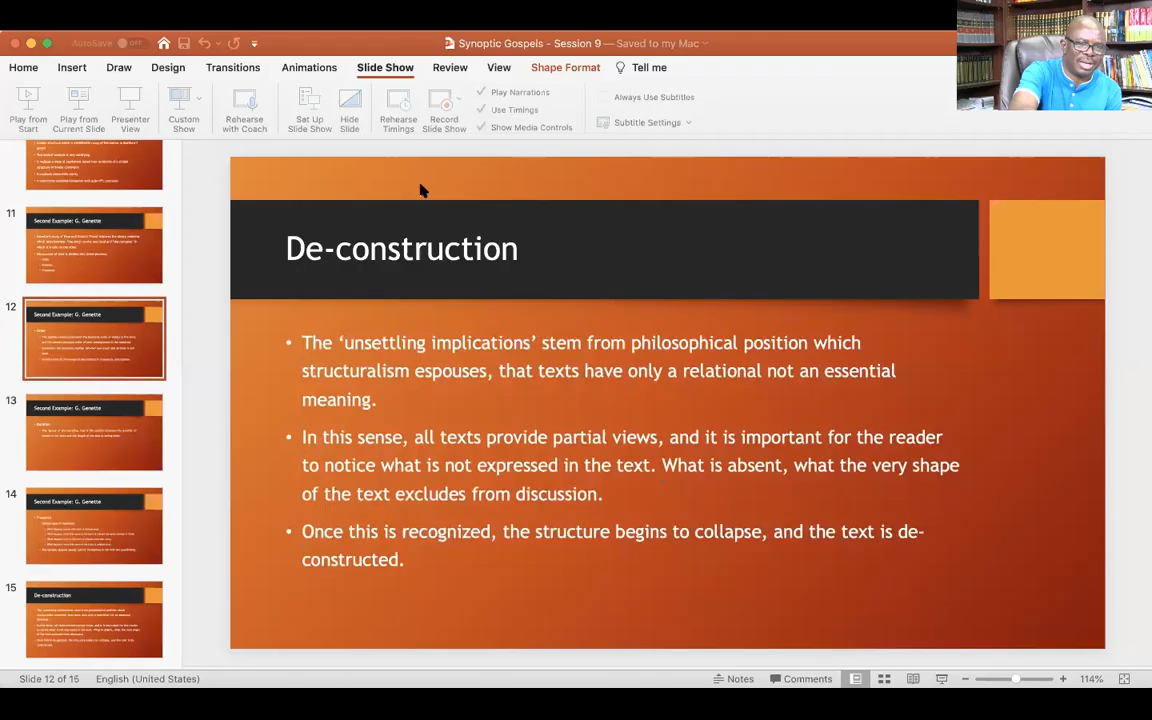 AutoSave OFF
Synoptic Gospels - Session 9 — Saved to my Mac
Home Insert Draw Design Transitions Animations Slide Show Review View Shape Format Tell me
Play from Start
Play from Current Slide
Presenter View
Custom Show
Rehearse with Coach
Set Up Slide Show
Hide Slide
Rehearse Timings
Record Slide Show
Play Narrations
Use Timings
Show Media Controls
Always Use Subtitles
Subtitle Settings
11
Second Example: G. Genette
12
Second Example: G. Genette
13
Second Example: G. Genette
14
Second Example: G. Genette
15
De-construction
De-construction
• The ‘unsettling implications’ stem from philosophical position which
structuralism espouses, that texts have only a relational not an essential
meaning.
• In this sense, all texts provide partial views, and it is important for the reader
to notice what is not expressed in the text. What is absent, what the very shape
of the text excludes from discussion.
• Once this is recognized, the structure begins to collapse, and the text is de-
constructed.
Slide 12 of 15 English (United States) Notes Comments 114%